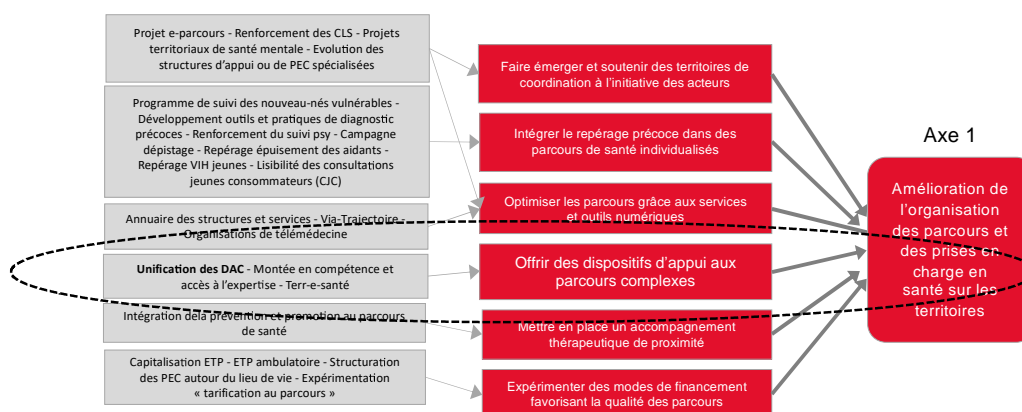 Projet e-parcours - Renforcement des CLS - Projets
territoriaux de santé mentale - Evolution des
structures d'appui ou de PEC spécialisées
Programme de suivi des nouveau-nés vulnérables -
Développement outils et pratiques de diagnostic
précoces - Renforcement du suivi psy - Campagne
dépistage - Repérage épuisement des aidants -
Repérage VIH jeunes - Lisibilité des consultations
jeunes consommateurs (CJC)
Annuaire des structures et services - Via-Trajectoire -
Organisations de télémédecine
Unification des DAC - Montée en compétence et
accès à l'expertise - Terr-e-santé
Intégration dela prévention et promotion au parcours
de santé
Capitalisation ETP - ETP ambulatoire - Structuration
des PEC autour du lieu de vie - Expérimentation
« tarification au parcours »
Faire émerger et soutenir des territoires de
coordination à l'initiative des acteurs
Intégrer le repérage précoce dans des
parcours de santé individualisés
Optimiser les parcours grâce aux services
et outils numériques
Offrir des dispositifs d'appui aux
parcours complexes
Mettre en place un accompagnement
thérapeutique de proximité
Expérimenter des modes de financement
favorisant la qualité des parcours
Axe 1
Amélioration de
l'organisation
des parcours et
des prises en
charge en
santé sur les
territoires